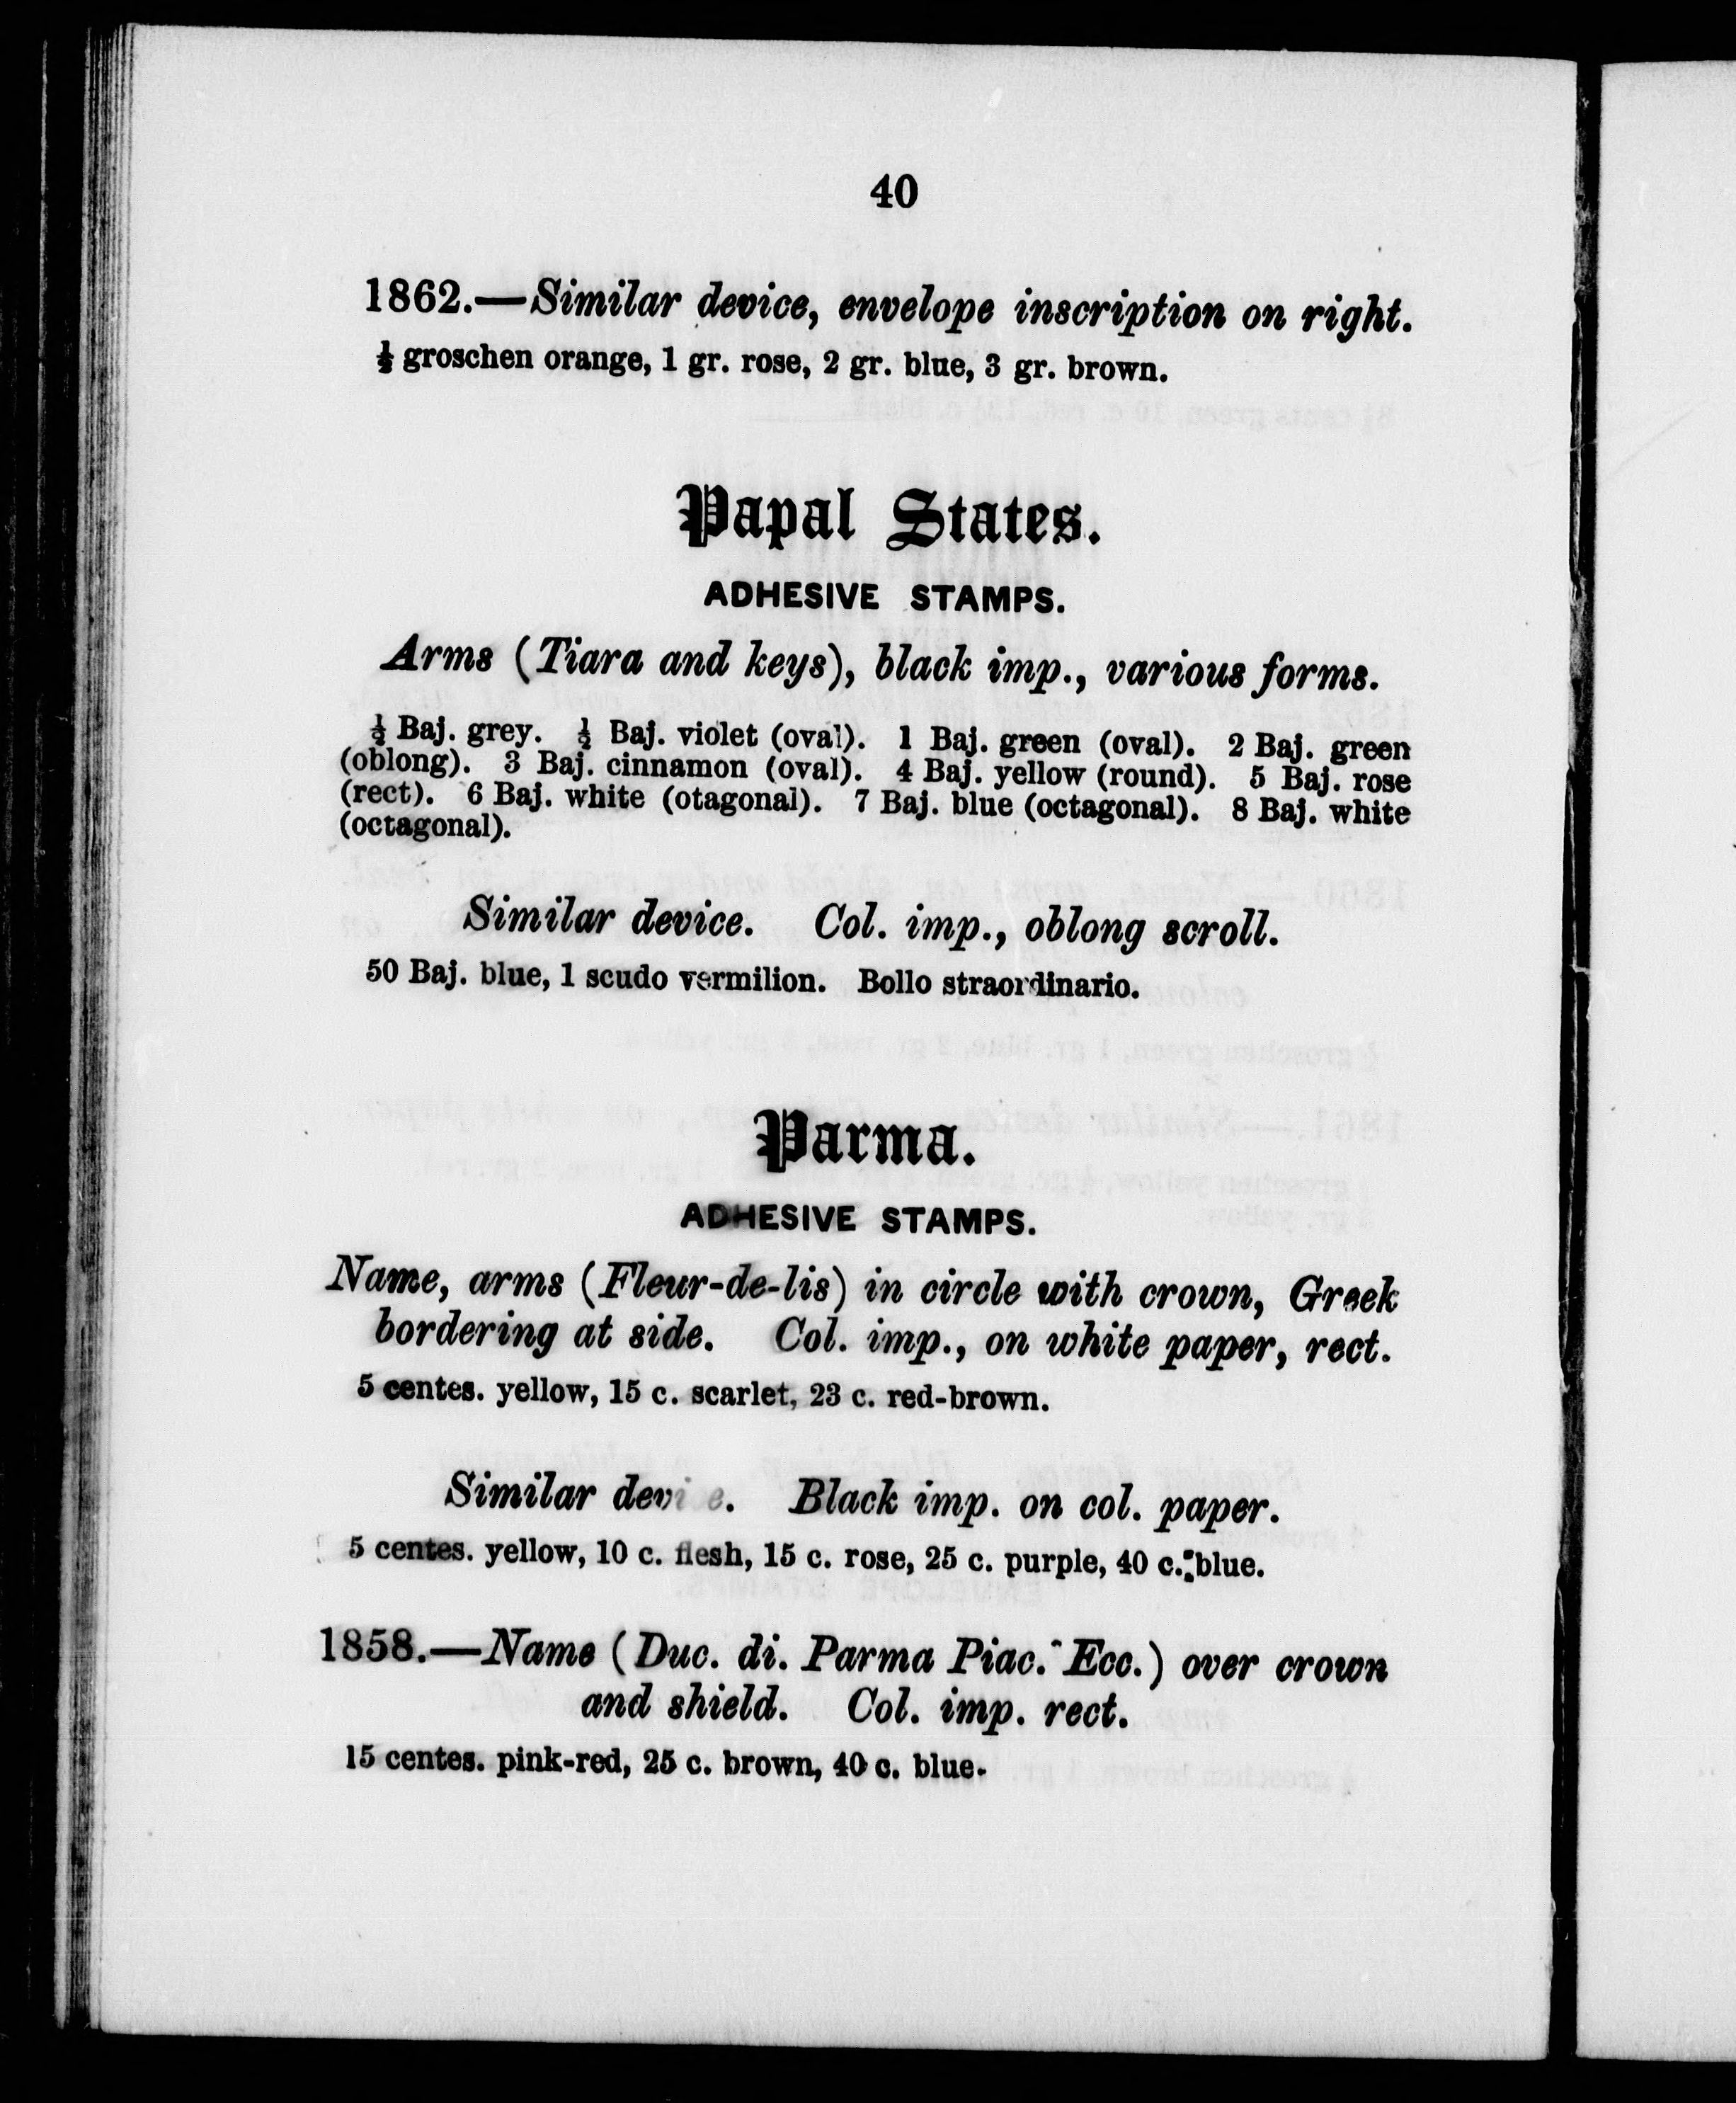 40
1862.—Similar device, envelope inscription on right.
½ groschen orange, 1 gr. rose, 2 gr. blue, 3 gr. brown.
Papal States.
ADHESIVE STAMPS.
Arms (Tiara and keys), black imp., various forms.
½ Baj. grey. ½ Baj. violet (oval). 1 Baj. green (oval). 2 Baj. green
(oblong). 3 Baj. cinnamon (oval). 4 Baj. yellow (round). 5 Baj. rose
(rect). 6 Baj. white (otagonal). 7 Baj. blue (octagonal). 8 Baj. white
(octagonal).
Similar device. Col. imp., oblong scroll.
50 Baj. blue, 1 scudo vermilion. Bollo straordinario.
Parma.
ADHESIVE STAMPS.
Name, arms (Fleur-de-lis) in circle with crown, Greek
bordering at side. Col. imp., on white paper, rect.
5 centes. yellow, 15 c. scarlet, 23 c. red-brown.
Similar devi e. Black imp. on col. paper.
5 centes. yellow, 10 c. flesh, 15 c. rose, 25 c. purple, 40 c. blue.
1858.—Name (Duc. di. Parma Piac. Ecc.) over crown
and shield. Col. imp. rect.
15 centes. pink-red, 25 c. brown, 40 c. blue.